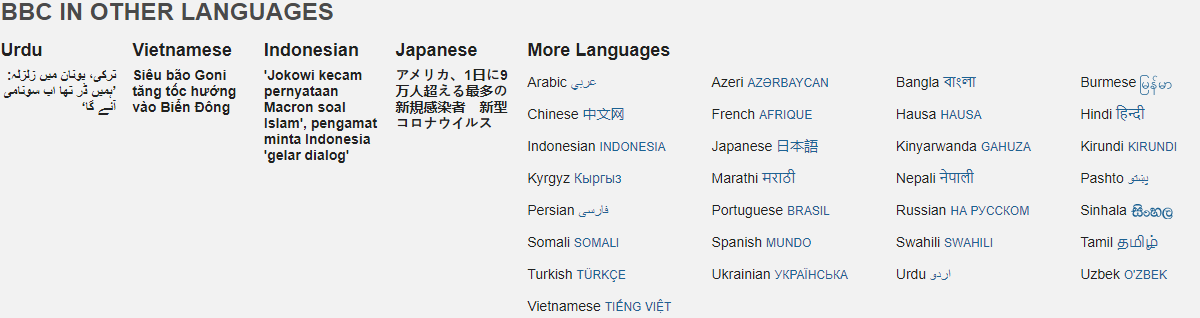 BBC IN OTHER LANGUAGES
Urdu
ترکی، یونان میں زلزلہ:
'ہمیں ڈر تھا اب سونامی
آئے گا'
Vietnamese
Siêu bão Goni
tăng tốc hướng
vào Biển Đông
Indonesian
'Jokowi kecam
pernyataan
Macron soal
Islam', pengamat
minta Indonesia
'gelar dialog'
Japanese
アメリカ、1日に9
万人超える最多の
新規感染者　新型
コロナウイルス
More Languages
Arabic عربي
Azeri AZƏRBAYCAN
Bangla বাংলা
Burmese မြန်မာ
Chinese 中文网
French AFRIQUE
Hausa HAUSA
Hindi हिन्दी
Indonesian INDONESIA
Japanese 日本語
Kinyarwanda GAHUZA
Kirundi KIRUNDI
Kyrgyz Кыргыз
Marathi मराठी
Nepali नेपाली
Pashto پښتو
Persian فارسی
Portuguese BRASIL
Russian НА РУССКОМ
Sinhala සිංහල
Somali SOMALI
Spanish MUNDO
Swahili SWAHILI
Tamil தமிழ்
Turkish TÜRKÇE
Ukrainian УКРАЇНСЬКА
Urdu اردو
Uzbek O'ZBEK
Vietnamese TIẾNG VIỆT